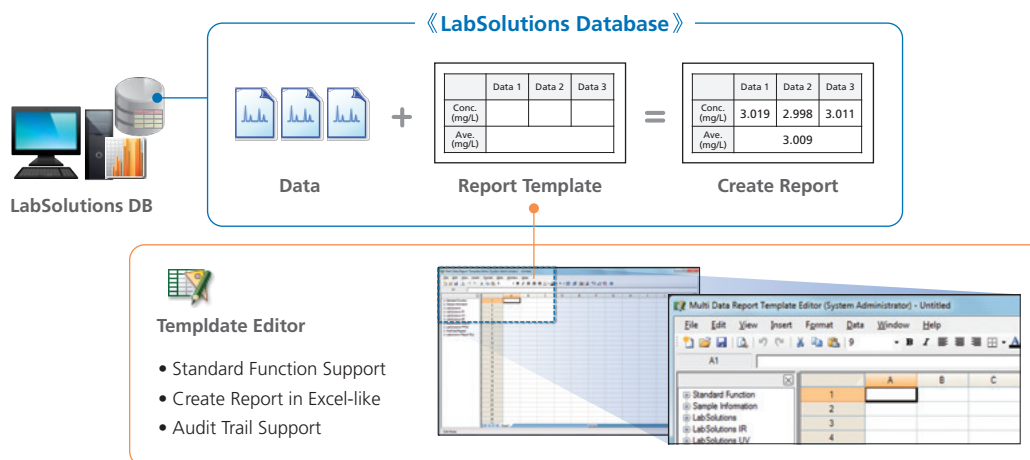 《LabSolutions Database》
Data 1 Data 2 Data 3
Conc.
(mg/L)
Ave.
(mg/L)
Data 1 Data 2 Data 3
Conc.
(mg/L) 3.019 2.998 3.011
Ave.
(mg/L) 3.009
+
=
Data
Report Template
Create Report
LabSolutions DB
Templdate Editor
• Standard Function Support
• Create Report in Excel-like
• Audit Trail Support
Multi Data Report Template Editor (System Administrator) - Untitled
File Edit View Insert Format Data Window Help
9 B I A
A1
A B C
Standard Function 1
Sample Information 2
LabSolutions 3
LabSolutions IR 4
LabSolutions UV